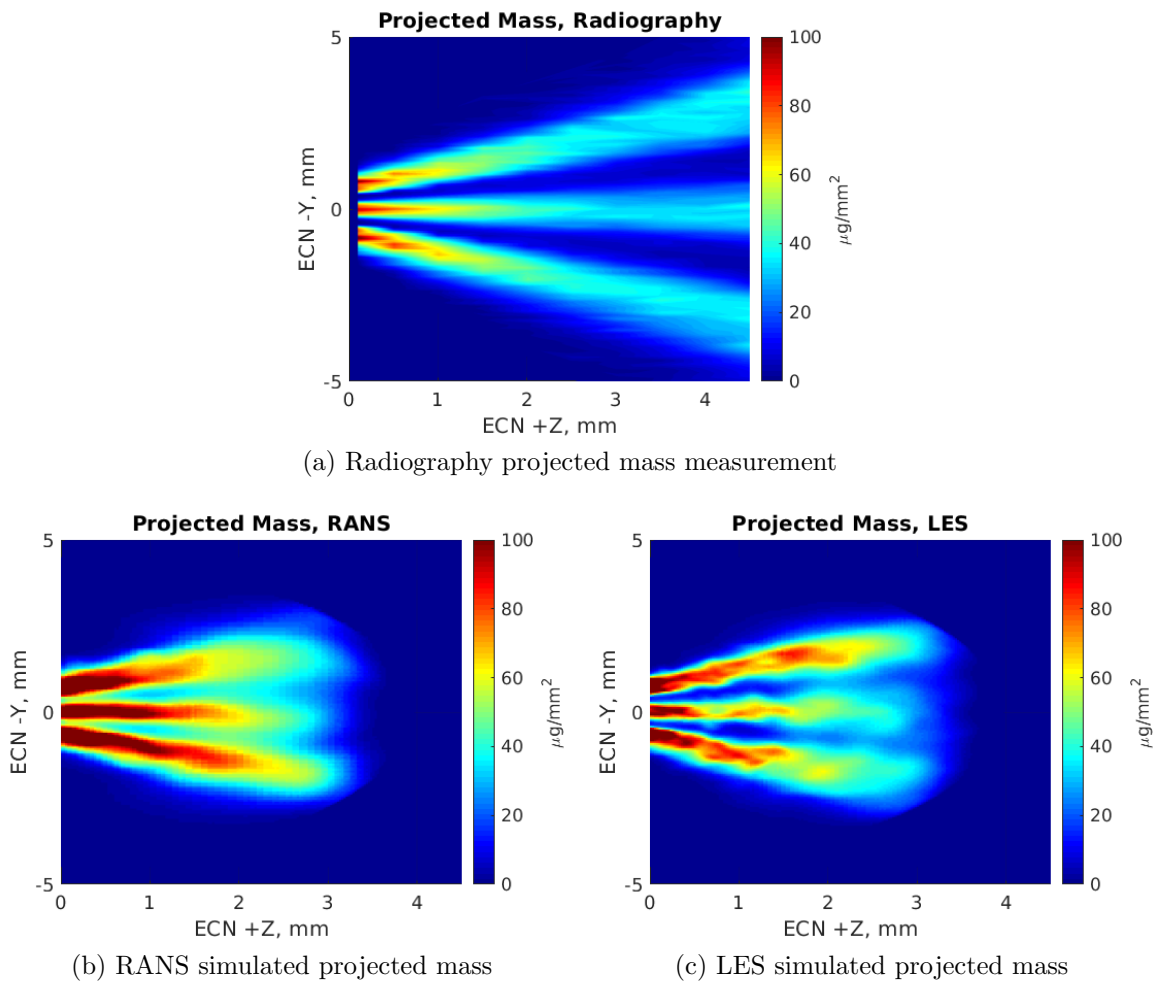 Projected Mass, Radiography
5
0
-5
ECN -Y, mm
0 1 2 3 4
ECN +Z, mm
100
80
60
40
20
0
μg/mm²
(a) Radiography projected mass measurement
Projected Mass, RANS
5
0
-5
ECN -Y, mm
0 1 2 3 4
ECN +Z, mm
100
80
60
40
20
0
μg/mm²
(b) RANS simulated projected mass
Projected Mass, LES
5
0
-5
ECN -Y, mm
0 1 2 3 4
ECN +Z, mm
100
80
60
40
20
0
μg/mm²
(c) LES simulated projected mass